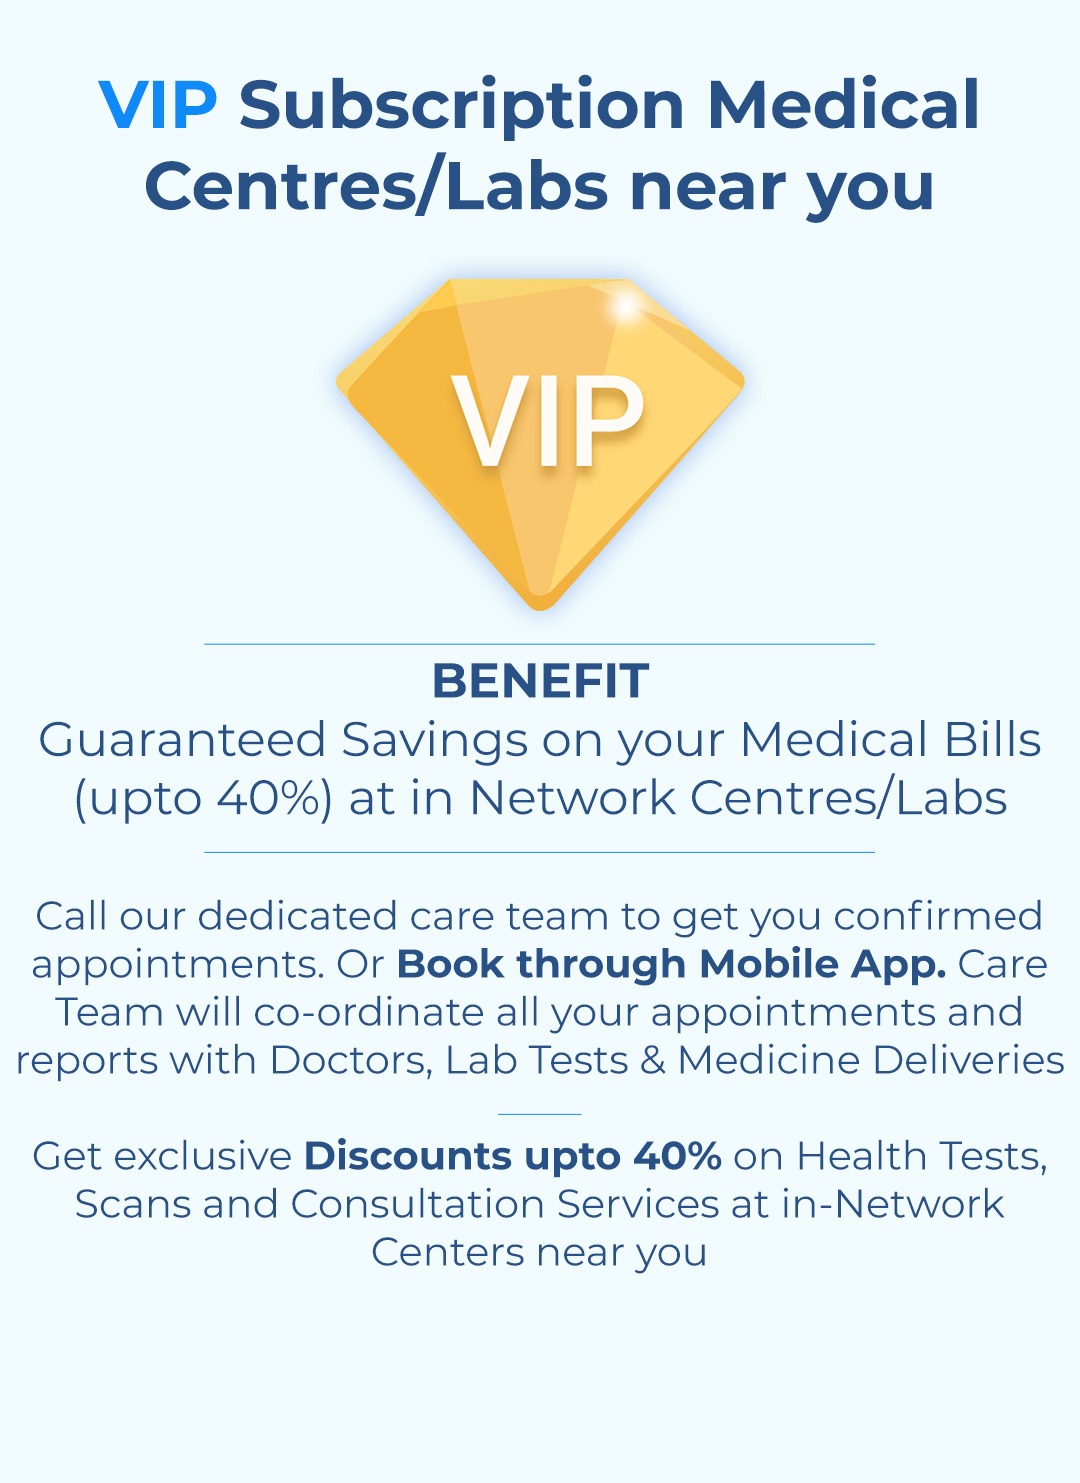 VIP Subscription Medical
Centres/Labs near you
VIP
BENEFIT
Guaranteed Savings on your Medical Bills
(upto 40%) at in Network Centres/Labs
Call our dedicated care team to get you confirmed
appointments. Or Book through Mobile App. Care
Team will co-ordinate all your appointments and
reports with Doctors, Lab Tests & Medicine Deliveries
Get exclusive Discounts upto 40% on Health Tests,
Scans and Consultation Services at in-Network
Centers near you